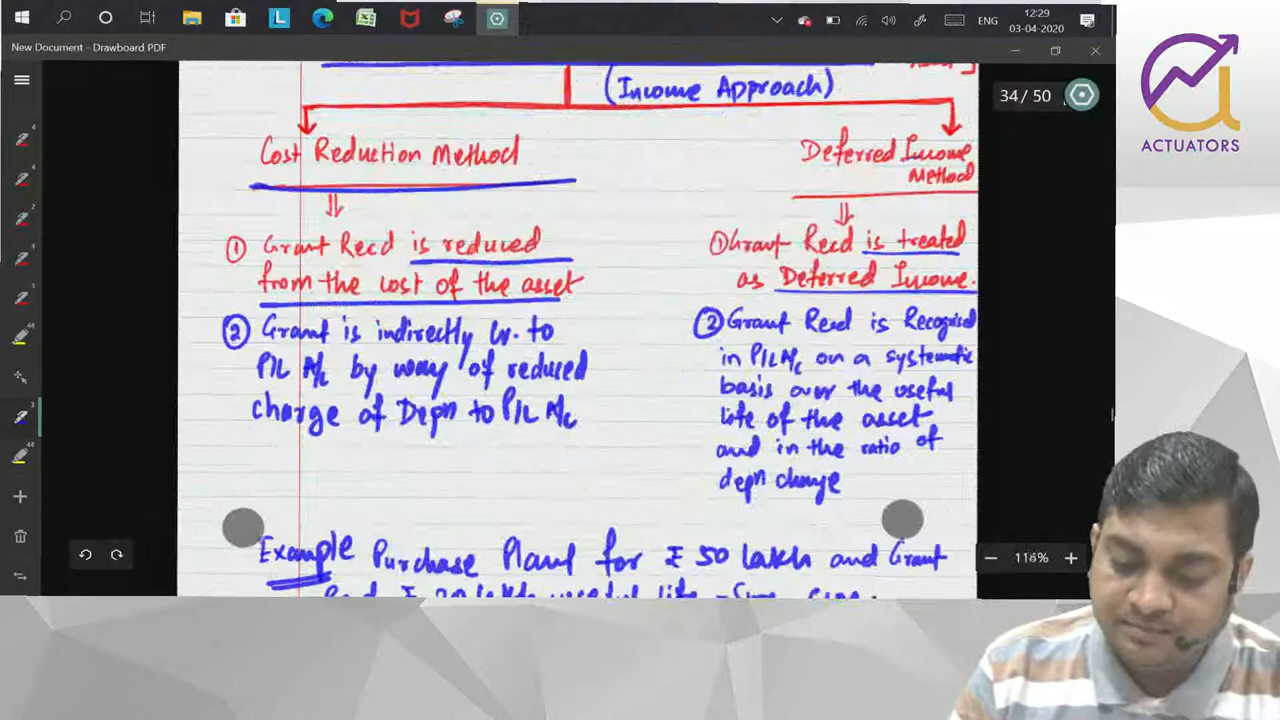 12:29
ENG
03-04-2020
New Document - Drawboard PDF
(Income Approach)
34 / 50
ACTUATORS
Cost Reduction Method
Deferred Income
Method
① Grant Recd is reduced
from the cost of the asset
② Grant is indirectly Cr. to
P/L A/c by way of reduced
charge of Depn to P/L A/c
① Grant Recd is treated
as Deferred Income.
② Grant Recd is Recognised
in P/L A/c on a systematic
basis over the useful
life of the asset
and in the ratio of
depn charge
Example Purchase Plant for ₹ 50 lakh and Grant
116%